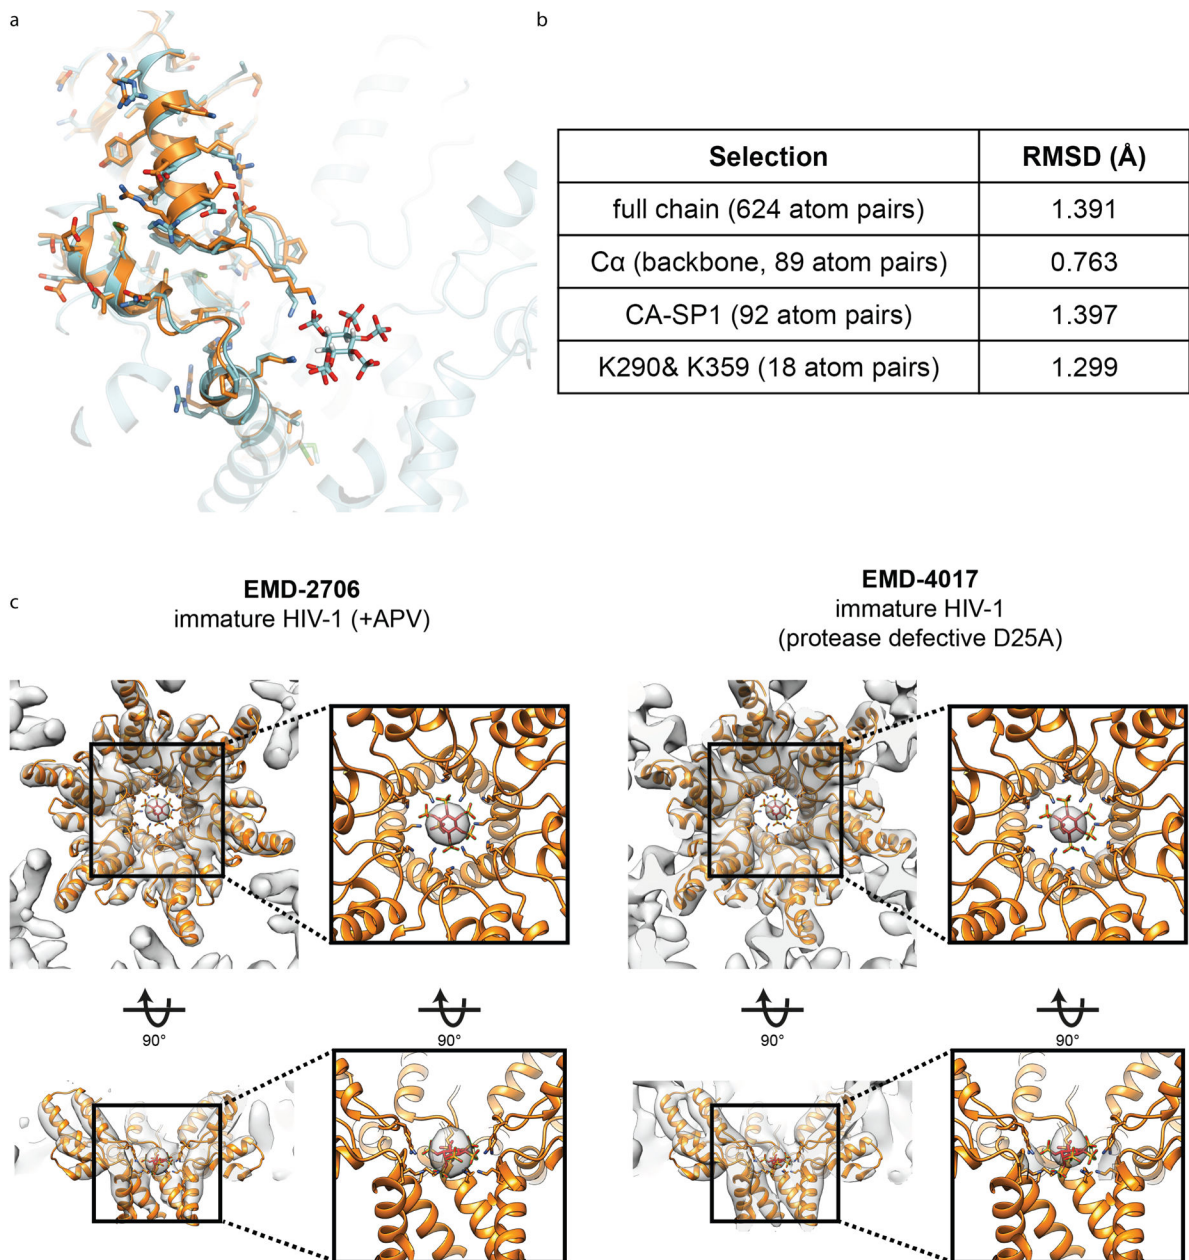 a
b
Selection RMSD (Å)
full chain (624 atom pairs) 1.391
Cα (backbone, 89 atom pairs) 0.763
CA-SP1 (92 atom pairs) 1.397
K290& K359 (18 atom pairs) 1.299
c
EMD-2706
immature HIV-1 (+APV)
EMD-4017
immature HIV-1
(protease defective D25A)
90°
90°
90°
90°